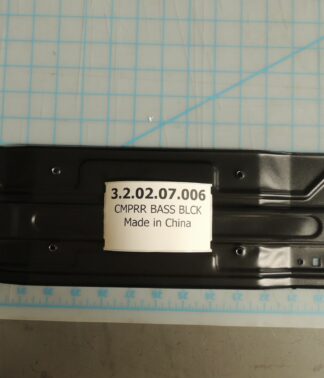 3.2.02.07.006
CMPRR BASS BLCK
Made in China